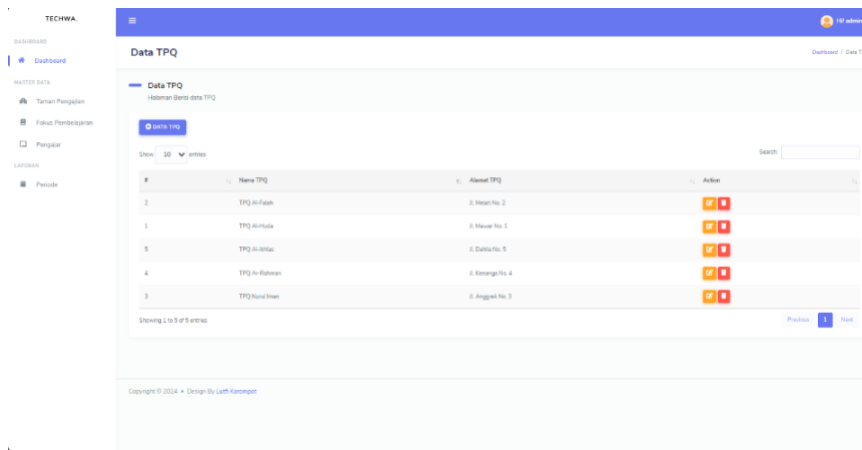 TECHWA.
Hi! admin
DASHBOARD
Dashboard
MASTER DATA
Taman Pengajian
Fokus Pembelajaran
Pengajar
LAPORAN
Periode
Data TPQ
Dashboard / Data
Data TPQ
Halaman Berisi data TPQ
DATA TPQ
Show 10 entries
Search:
# Nama TPQ Alamat TPQ Action
2 TPQ Al-Fatah Jl. Melati No. 2
1 TPQ Al-Huda Jl. Mawar No. 1
5 TPQ Al-Ikhlas Jl. Dahlia No. 5
4 TPQ Ar-Rahman Jl. Kenanga No. 4
3 TPQ Nurul Iman Jl. Anggrek No. 3
Showing 1 to 5 of 5 entries
Previous 1 Next
Copyright © 2024 • Design By Lutfi Karompot